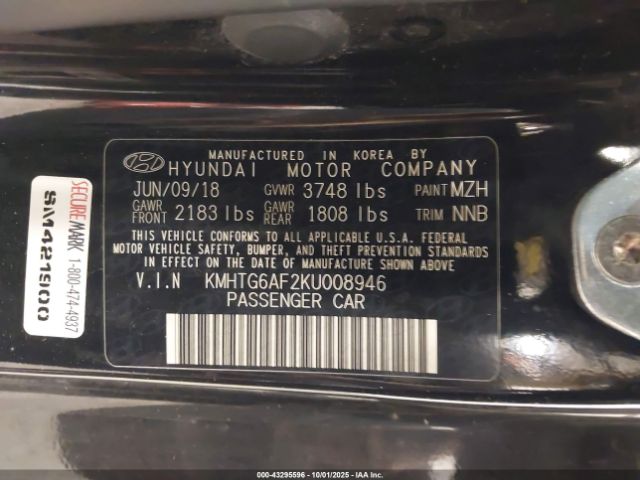 MANUFACTURED IN KOREA BY
HYUNDAI MOTOR COMPANY
JUN/09/18 GVWR 3748 lbs PAINT MZH
GAWR FRONT 2183 lbs GAWR REAR 1808 lbs TRIM NNB
THIS VEHICLE CONFORMS TO ALL APPLICABLE U.S.A. FEDERAL
MOTOR VEHICLE SAFETY, BUMPER, AND THEFT PREVENTION
STANDARDS IN EFFECT ON THE DATE OF MANUFACTURE SHOWN
ABOVE.
V.I.N KMHTG6AF2KU008946
PASSENGER CAR
SECUREMARK 1-800-474-4937
SM421900
000-43295596 - 10/01/2025 - IAAI.COM